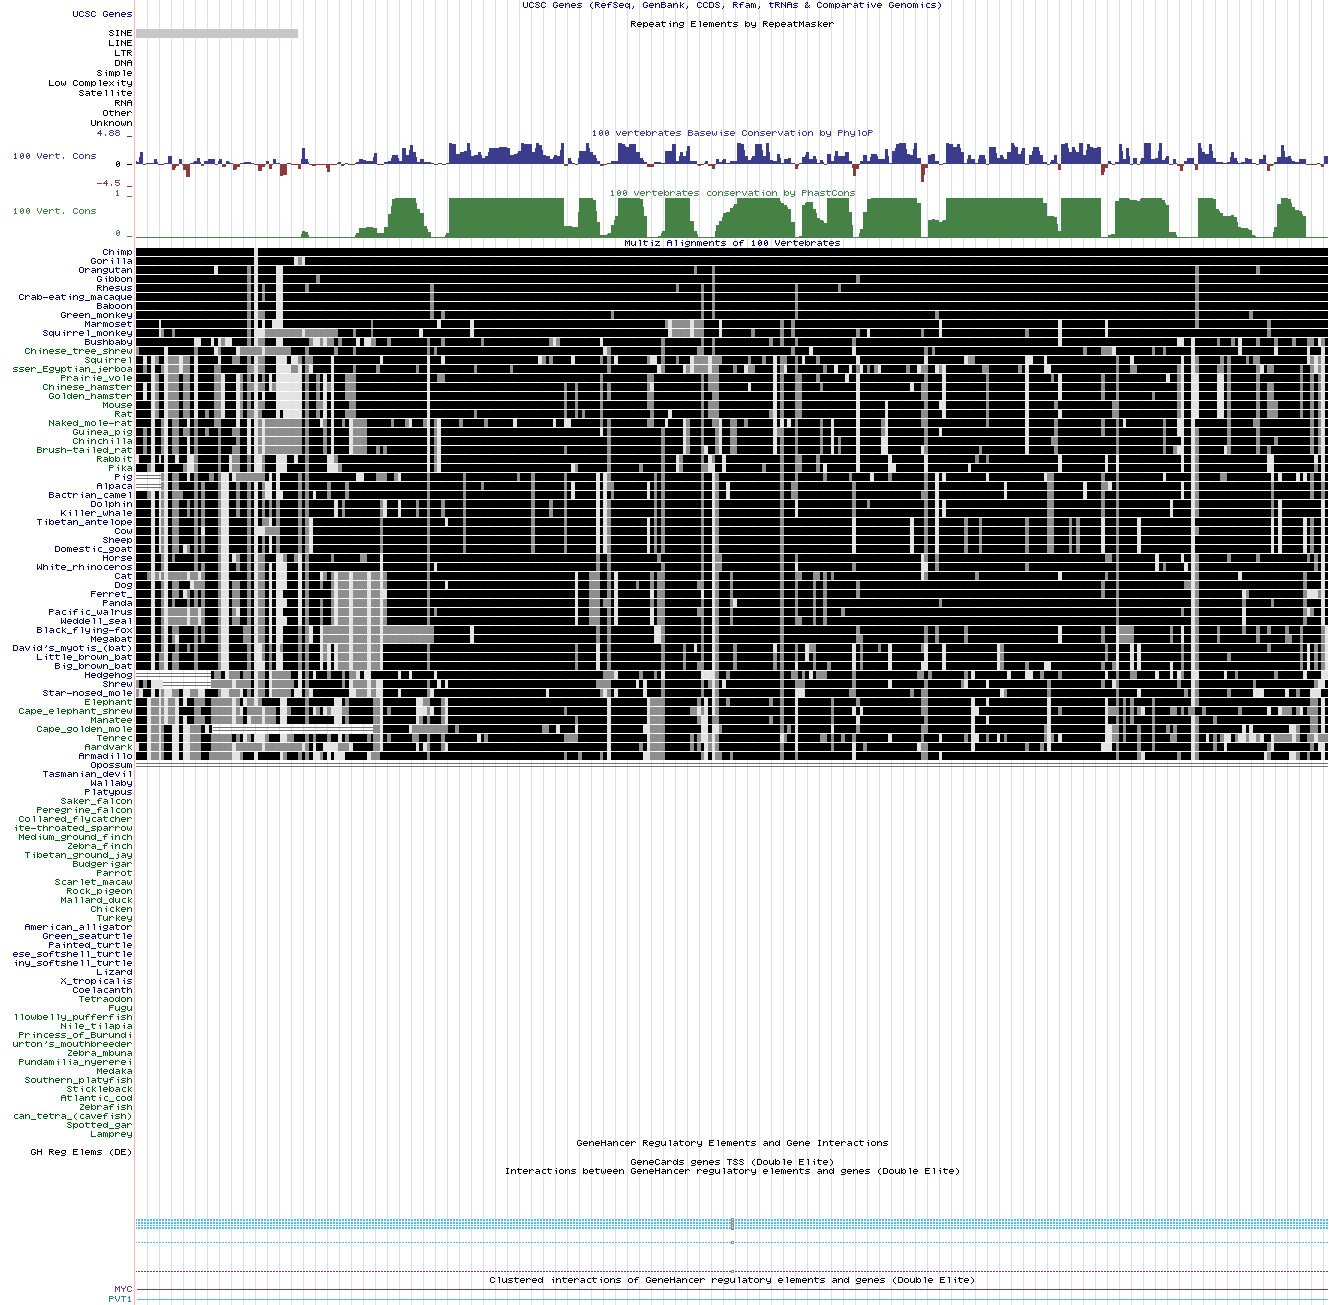 UCSC Genes (RefSeq, GenBank, CCDS, Rfam, tRNAs & Comparative Genomics)
UCSC Genes
Repeating Elements by RepeatMasker
SINE
LINE
LTR
DNA
Simple
Low Complexity
Satellite
RNA
Other
Unknown
4.88 _
100 vertebrates Basewise Conservation by PhyloP
100 Vert. Cons
0 _
-4.5 _
1 _
100 vertebrates conservation by PhastCons
100 Vert. Cons
0 _
Multiz Alignments of 100 Vertebrates
Chimp
Gorilla
Orangutan
Gibbon
Rhesus
Crab-eating_macaque
Baboon
Green_monkey
Marmoset
Squirrel_monkey
Bushbaby
Chinese_tree_shrew
Squirrel
sser_Egyptian_jerboa
Prairie_vole
Chinese_hamster
Golden_hamster
Mouse
Rat
Naked_mole-rat
Guinea_pig
Chinchilla
Brush-tailed_rat
Rabbit
Pika
Pig
Alpaca
Bactrian_camel
Dolphin
Killer_whale
Tibetan_antelope
Cow
Sheep
Domestic_goat
Horse
White_rhinoceros
Cat
Dog
Ferret_
Panda
Pacific_walrus
Weddell_seal
Black_flying-fox
Megabat
David's_myotis_(bat)
Little_brown_bat
Big_brown_bat
Hedgehog
Shrew
Star-nosed_mole
Elephant
Cape_elephant_shrew
Manatee
Cape_golden_mole
Tenrec
Aardvark
Armadillo
Opossum
Tasmanian_devil
Wallaby
Platypus
Saker_falcon
Peregrine_falcon
Collared_flycatcher
ite-throated_sparrow
Medium_ground_finch
Zebra_finch
Tibetan_ground_jay
Budgerigar
Parrot
Scarlet_macaw
Rock_pigeon
Mallard_duck
Chicken
Turkey
American_alligator
Green_seaturtle
Painted_turtle
ese_softshell_turtle
iny_softshell_turtle
Lizard
X_tropicalis
Coelacanth
Tetraodon
Fugu
llowbelly_pufferfish
Nile_tilapia
Princess_of_Burundi
urton's_mouthbreeder
Zebra_mbuna
Pundamilia_nyererei
Medaka
Southern_platyfish
Stickleback
Atlantic_cod
Zebrafish
can_tetra_(cavefish)
Spotted_gar
Lamprey
GeneHancer Regulatory Elements and Gene Interactions
GH Reg Elems (DE)
GeneCards genes TSS (Double Elite)
Interactions between GeneHancer regulatory elements and genes (Double Elite)
Clustered interactions of GeneHancer regulatory elements and genes (Double Elite)
MYC
PVT1